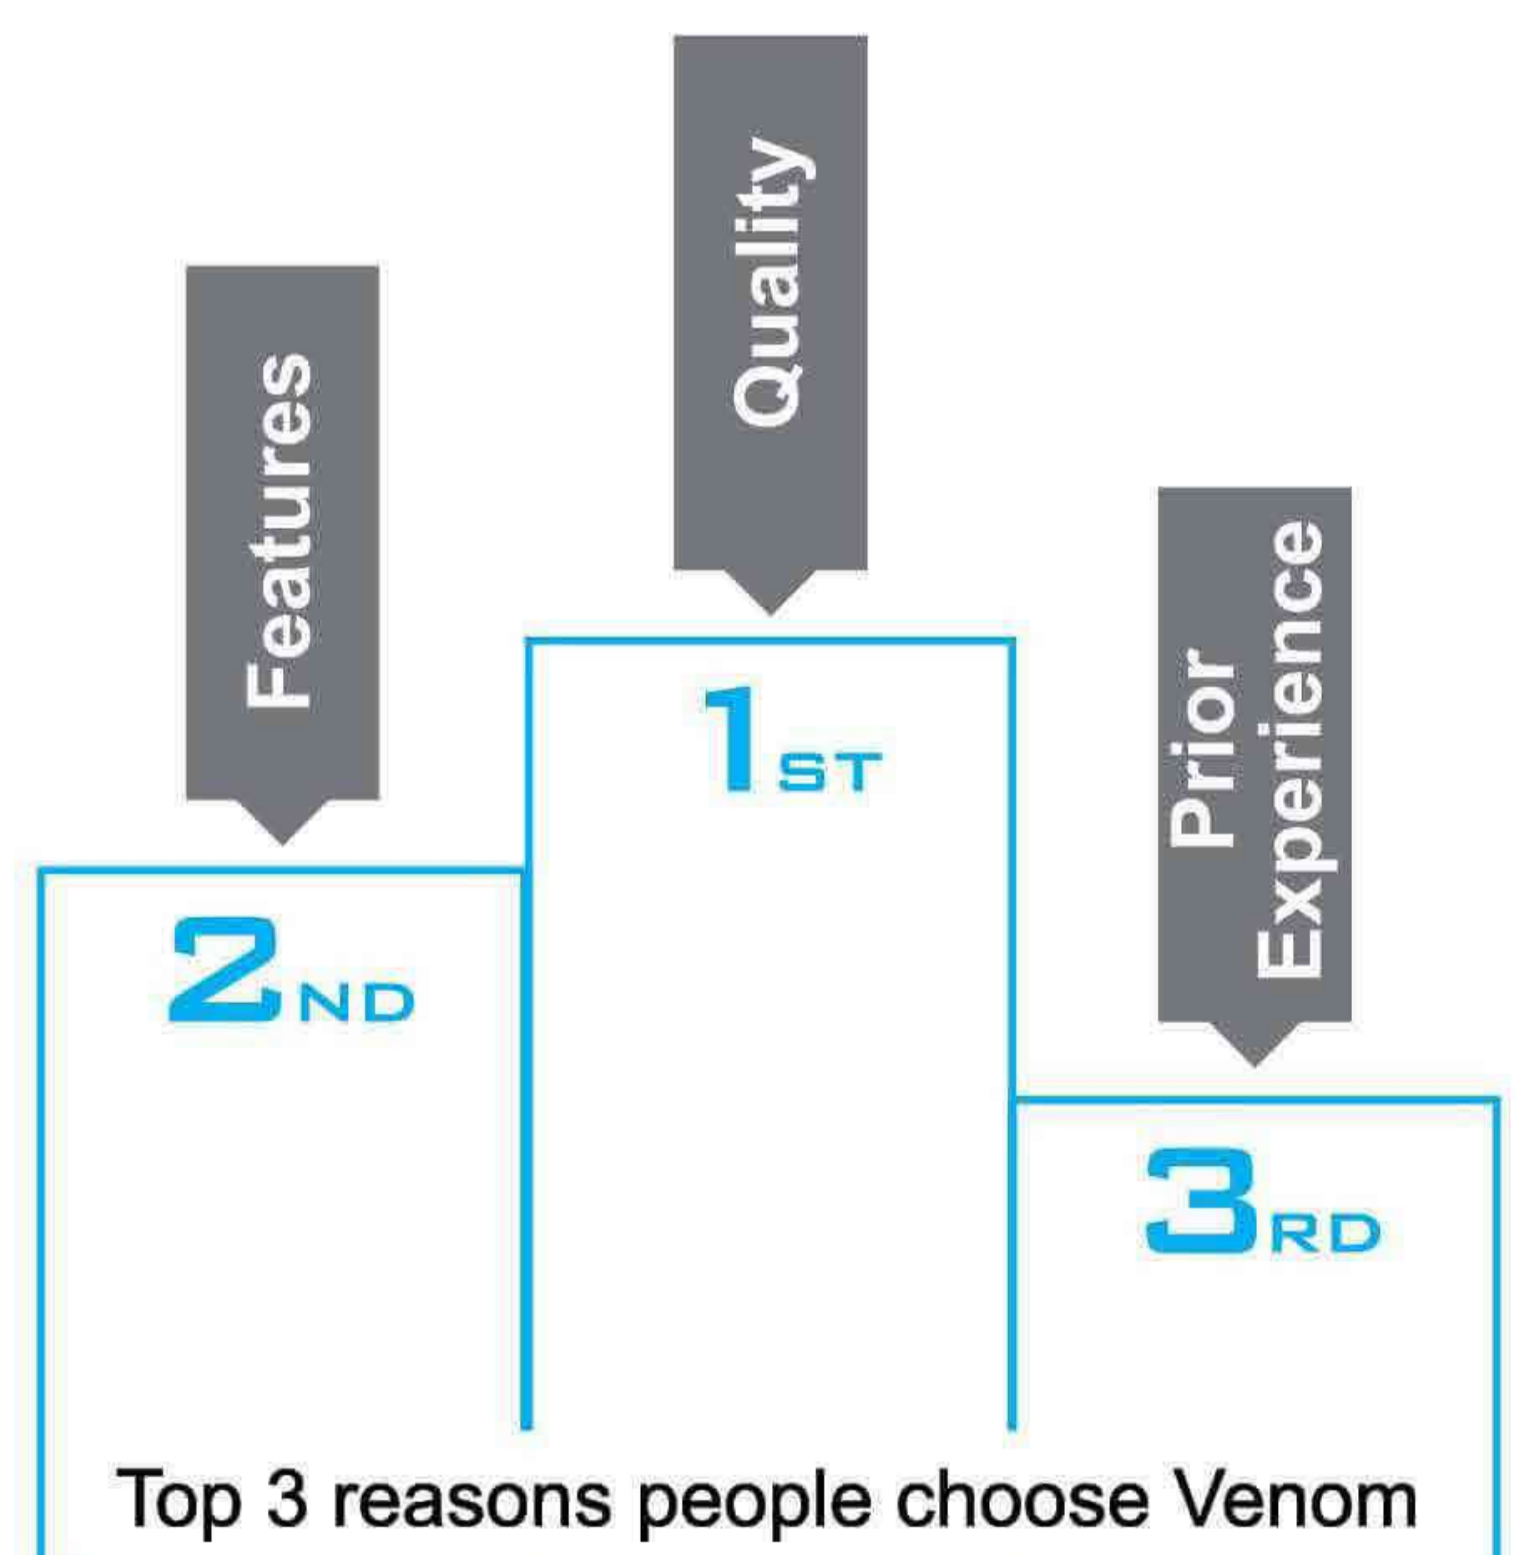 Quality
Features
Prior
Experience
1ST
2ND
3RD
Top 3 reasons people choose Venom